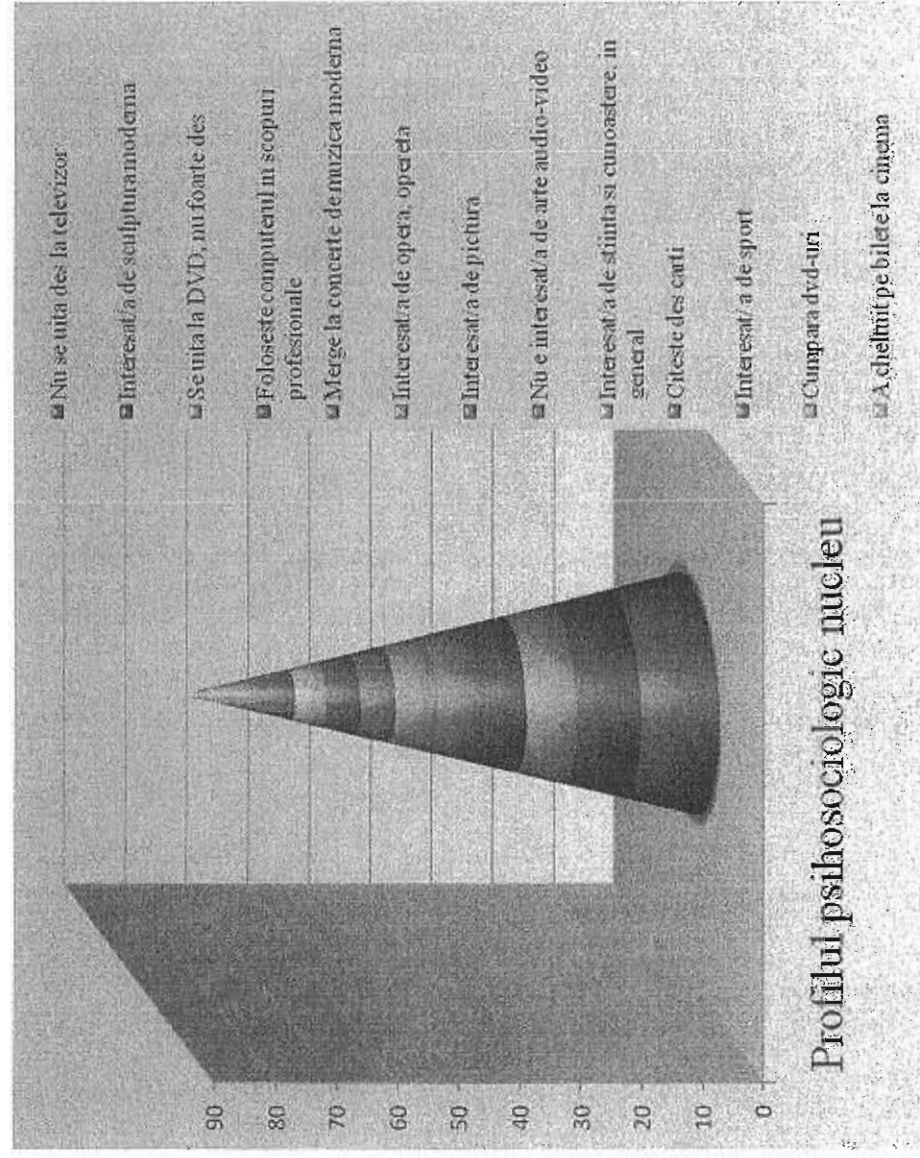 90
80
70
60
50
40
30
20
10
0
Nu se uita des la televizor
Interesat/a de sculptura moderna
Se uita la DVD, nu foarte des
Foloseste computerul in scopuri
profesionale
Merge la concerte de muzica moderna
Interesat/a de opera, opereta
Interesat/a de pictura
Nu e interesat/a de arte audio-video
Interesat/a de stiinta si cunoastere, in
general
Citeste des carti
Interesat/ a de sport
Cumpara dvd-uri
A cheltuit pe bilete la cinema
Profilul psihosociologic nucleu